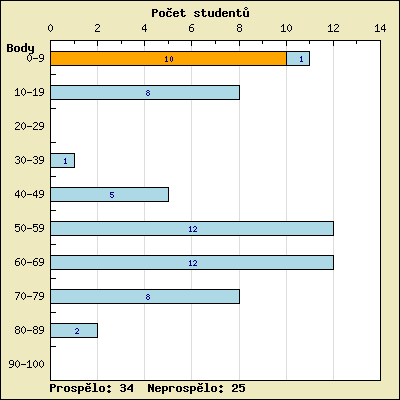 Počet studentů
0 2 4 6 8 10 12 14
Body
0-9 10 1
10-19 8
20-29
30-39 1
40-49 5
50-59 12
60-69 12
70-79 8
80-89 2
90-100
Prospělo: 34 Neprospělo: 25